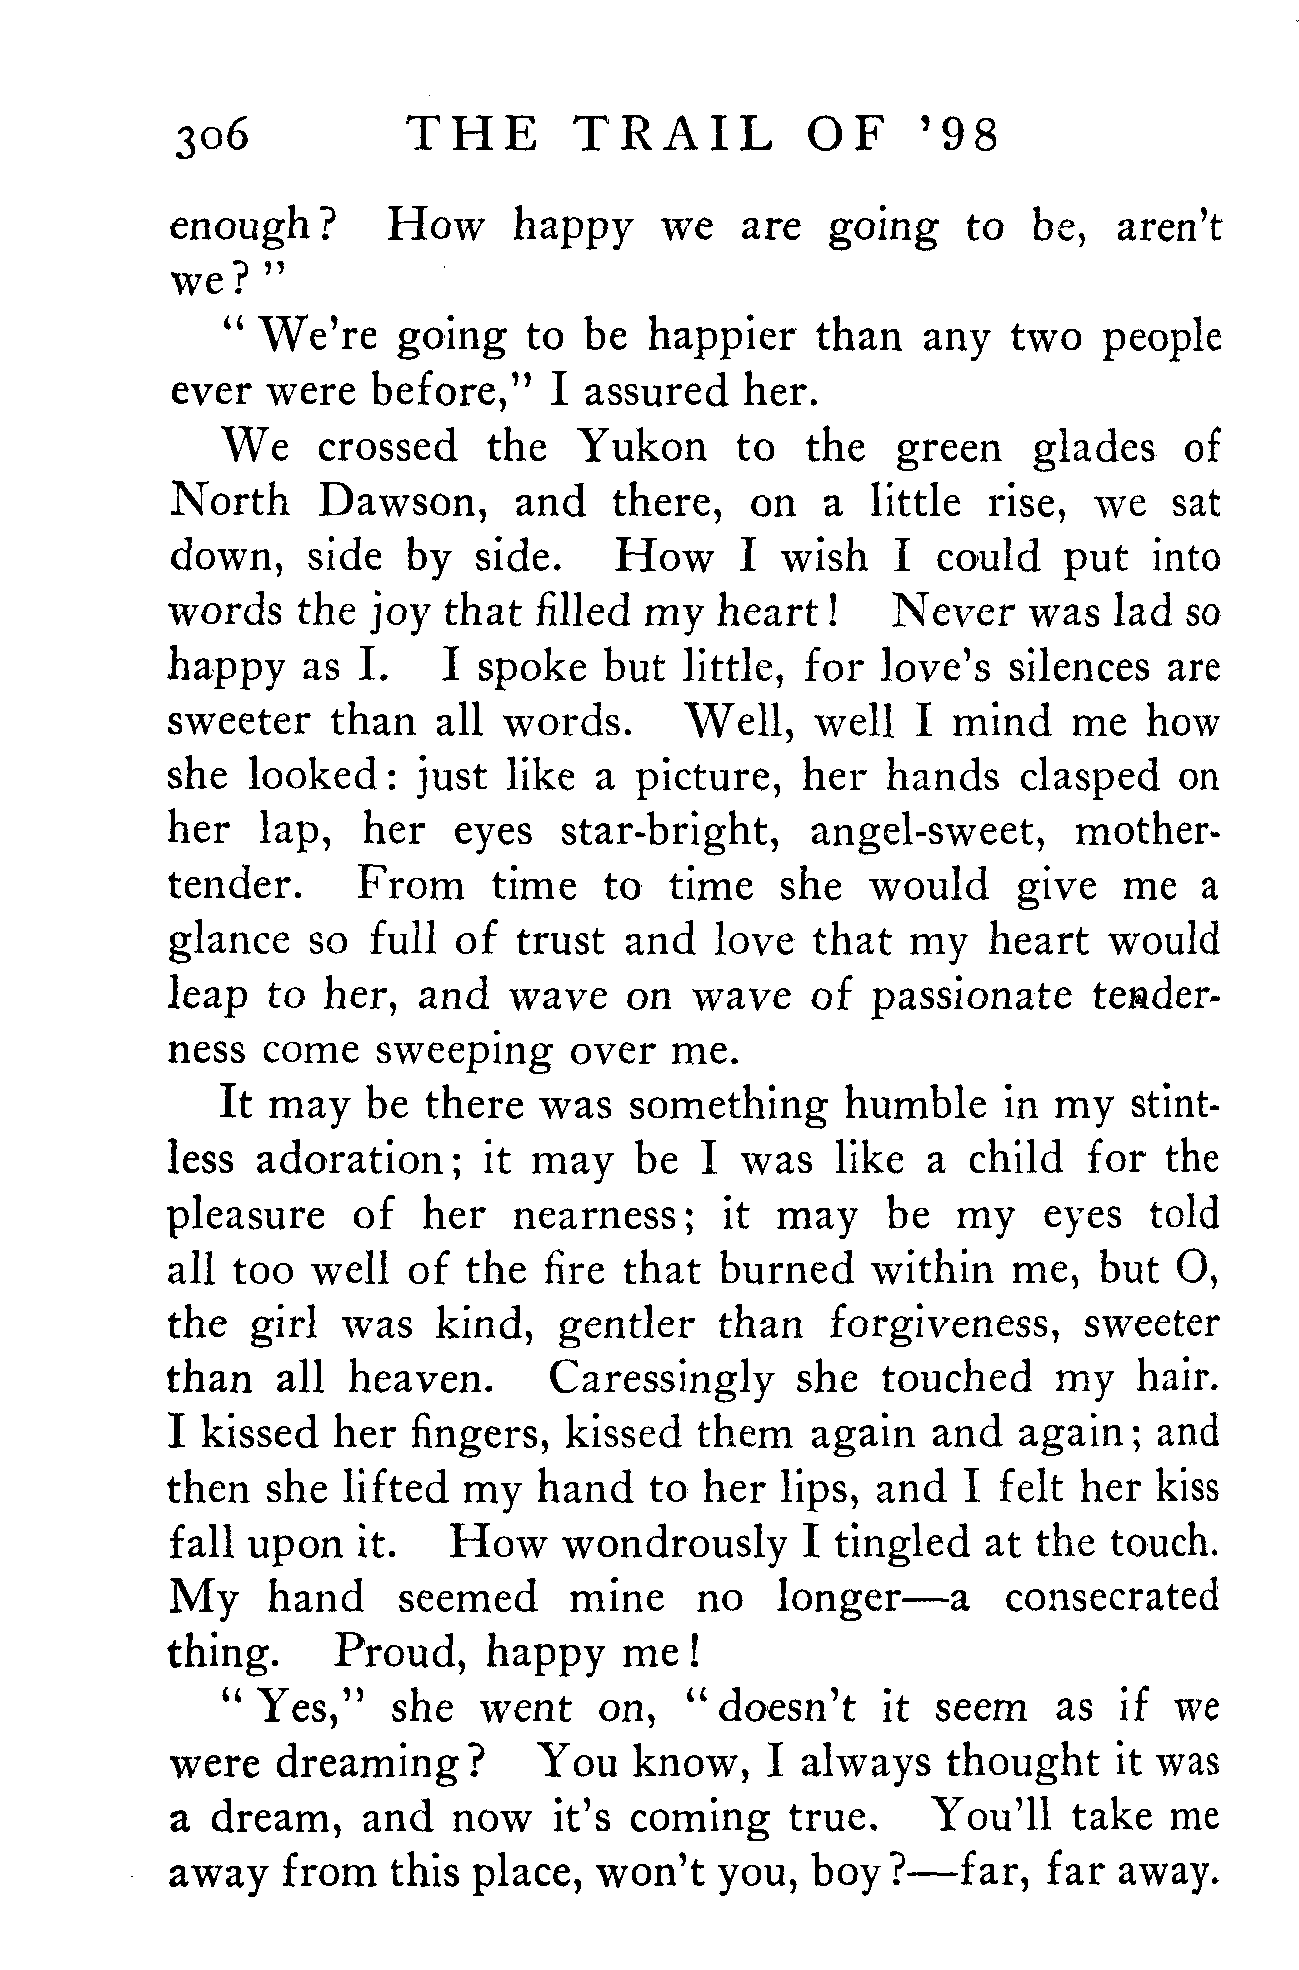 306 THE TRAIL OF '98
enough? How happy we are going to be, aren't
we?"
"We're going to be happier than any two people
ever were before," I assured her.
We crossed the Yukon to the green glades of
North Dawson, and there, on a little rise, we sat
down, side by side. How I wish I could put into
words the joy that filled my heart! Never was lad so
happy as I. I spoke but little, for love's silences are
sweeter than all words. Well, well I mind me how
she looked: just like a picture, her hands clasped on
her lap, her eyes star-bright, angel-sweet, mother-
tender. From time to time she would give me a
glance so full of trust and love that my heart would
leap to her, and wave on wave of passionate tender-
ness come sweeping over me.
It may be there was something humble in my stint-
less adoration; it may be I was like a child for the
pleasure of her nearness; it may be my eyes told
all too well of the fire that burned within me, but O,
the girl was kind, gentler than forgiveness, sweeter
than all heaven. Caressingly she touched my hair.
I kissed her fingers, kissed them again and again; and
then she lifted my hand to her lips, and I felt her kiss
fall upon it. How wondrously I tingled at the touch.
My hand seemed mine no longer—a consecrated
thing. Proud, happy me!
"Yes," she went on, "doesn't it seem as if we
were dreaming? You know, I always thought it was
a dream, and now it's coming true. You'll take me
away from this place, won't you, boy?—far, far away.